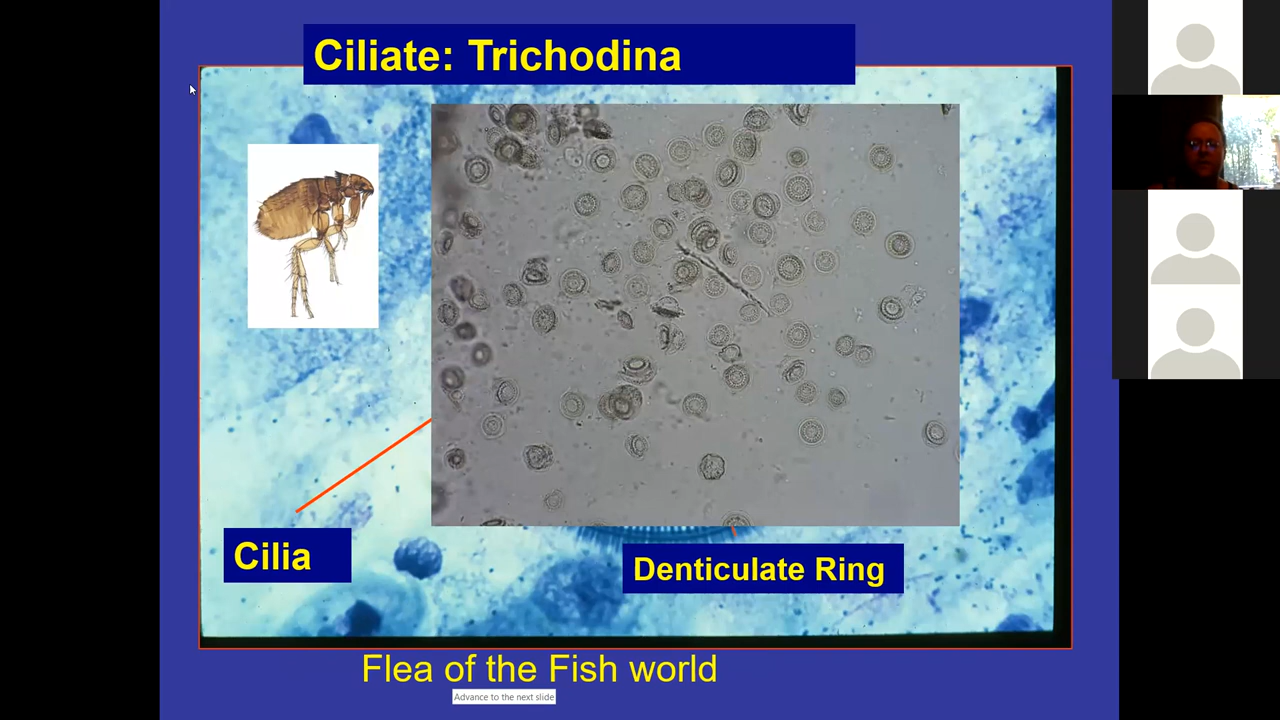 Ciliate: Trichodina
Cilia
Denticulate Ring
Flea of the Fish world
Advance to the next slide